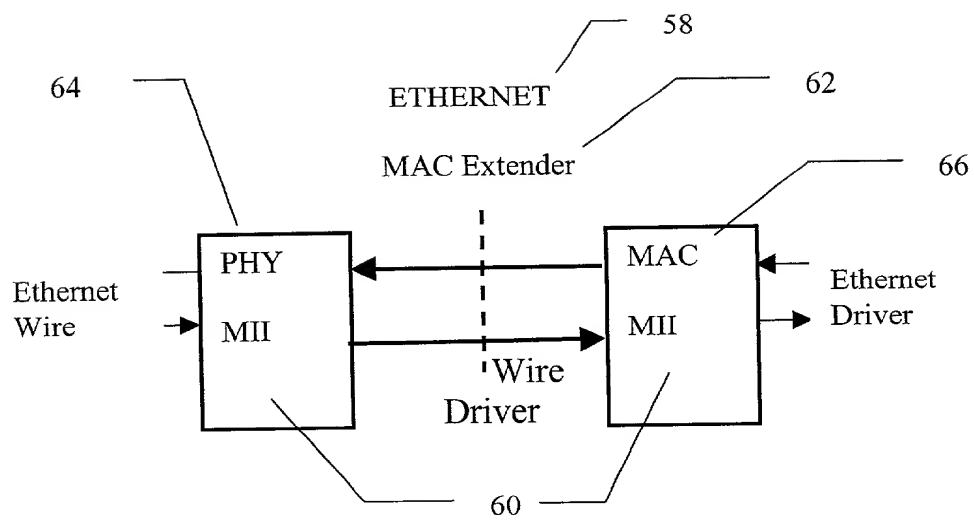 58
64
ETHERNET
62
MAC Extender
66
PHY
MAC
Ethernet
Wire
MII
MII
Ethernet
Driver
Wire
Driver
60